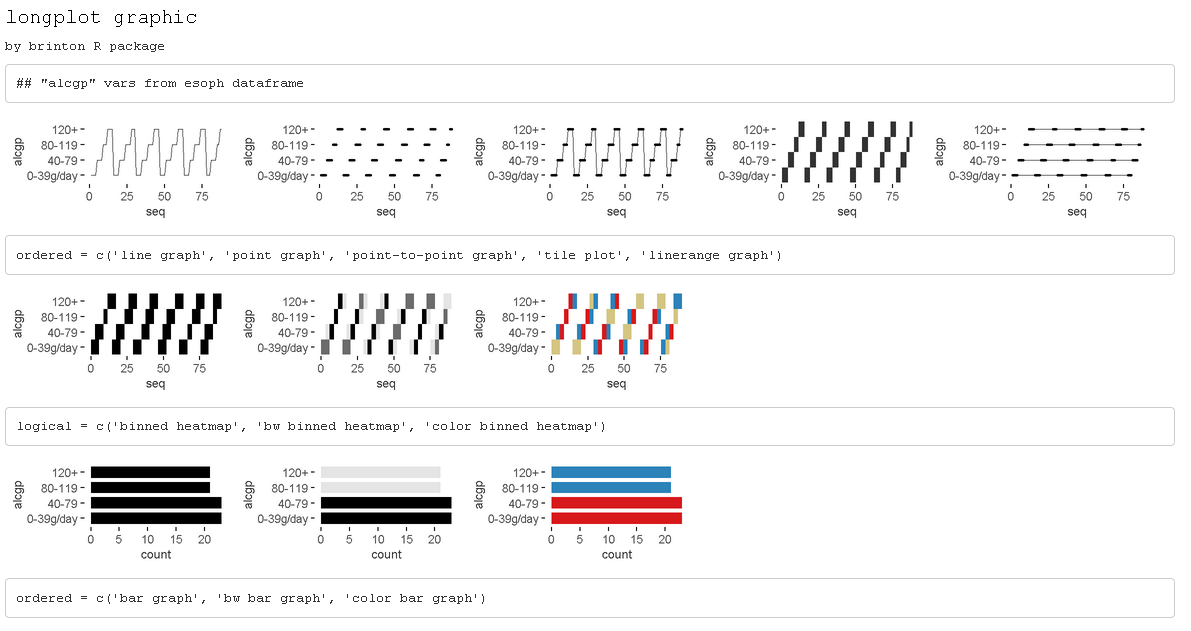 longplot graphic
by brinton R package
## "alcgp" vars from esoph dataframe
alcgp 120+ 80-119 40-79 0-39g/day 0 25 50 75 seq
alcgp 120+ 80-119 40-79 0-39g/day 0 25 50 75 seq
alcgp 120+ 80-119 40-79 0-39g/day 0 25 50 75 seq
alcgp 120+ 80-119 40-79 0-39g/day 0 25 50 75 seq
alcgp 120+ 80-119 40-79 0-39g/day 0 25 50 75 seq
ordered = c('line graph', 'point graph', 'point-to-point graph', 'tile plot', 'linerange graph')
alcgp 120+ 80-119 40-79 0-39g/day 0 25 50 75 seq
alcgp 120+ 80-119 40-79 0-39g/day 0 25 50 75 seq
alcgp 120+ 80-119 40-79 0-39g/day 0 25 50 75 seq
logical = c('binned heatmap', 'bw binned heatmap', 'color binned heatmap')
alcgp 120+ 80-119 40-79 0-39g/day 0 5 10 15 20 count
alcgp 120+ 80-119 40-79 0-39g/day 0 5 10 15 20 count
alcgp 120+ 80-119 40-79 0-39g/day 0 5 10 15 20 count
ordered = c('bar graph', 'bw bar graph', 'color bar graph')